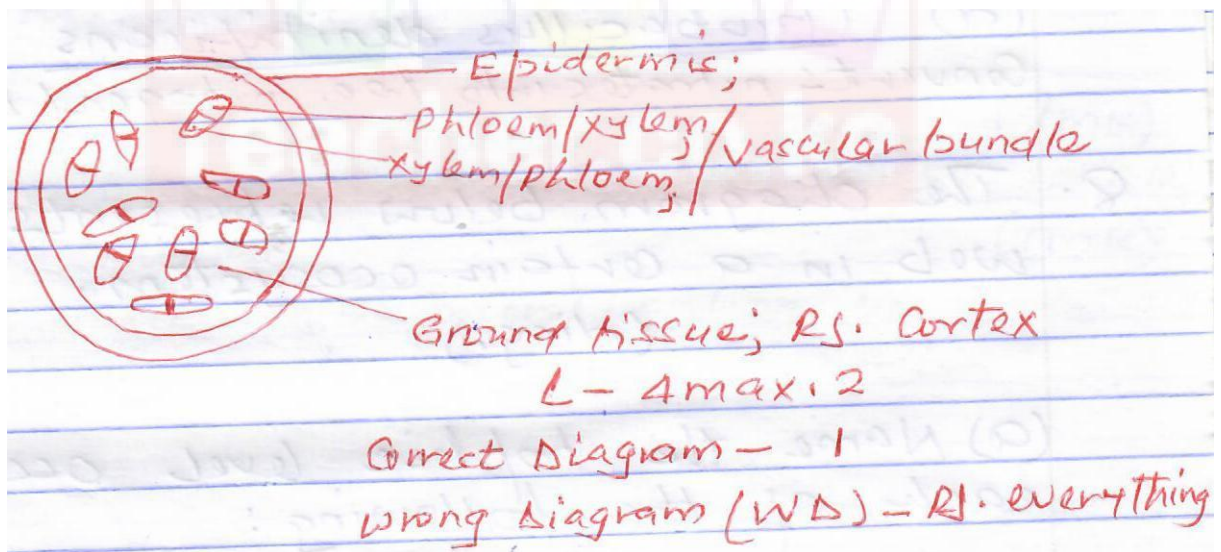 Epidermis;
Phloem/xylem/
xylem/phloem;/vascular bundle
Ground tissue; Rj. Cortex
L - 4max. 2
Correct Diagram - 1
wrong Diagram (WD) - Rj. everything